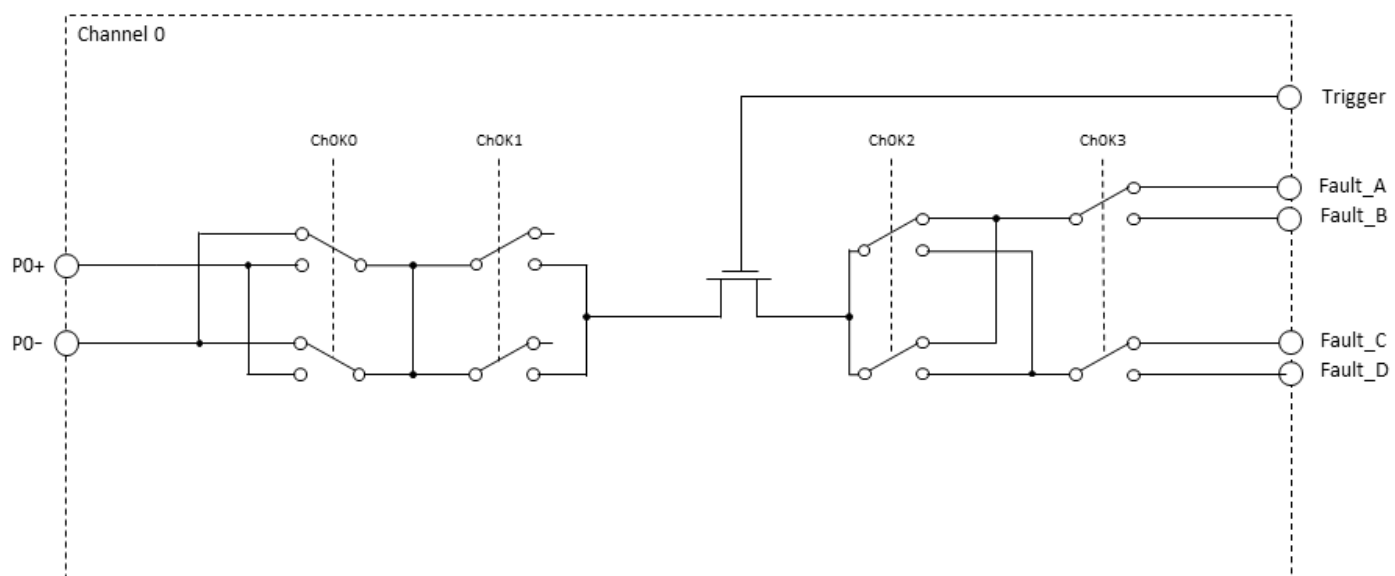 Channel 0
Trigger
Ch0K0
Ch0K1
Ch0K2
Ch0K3
Fault_A
Fault_B
P0+
P0−
Fault_C
Fault_D